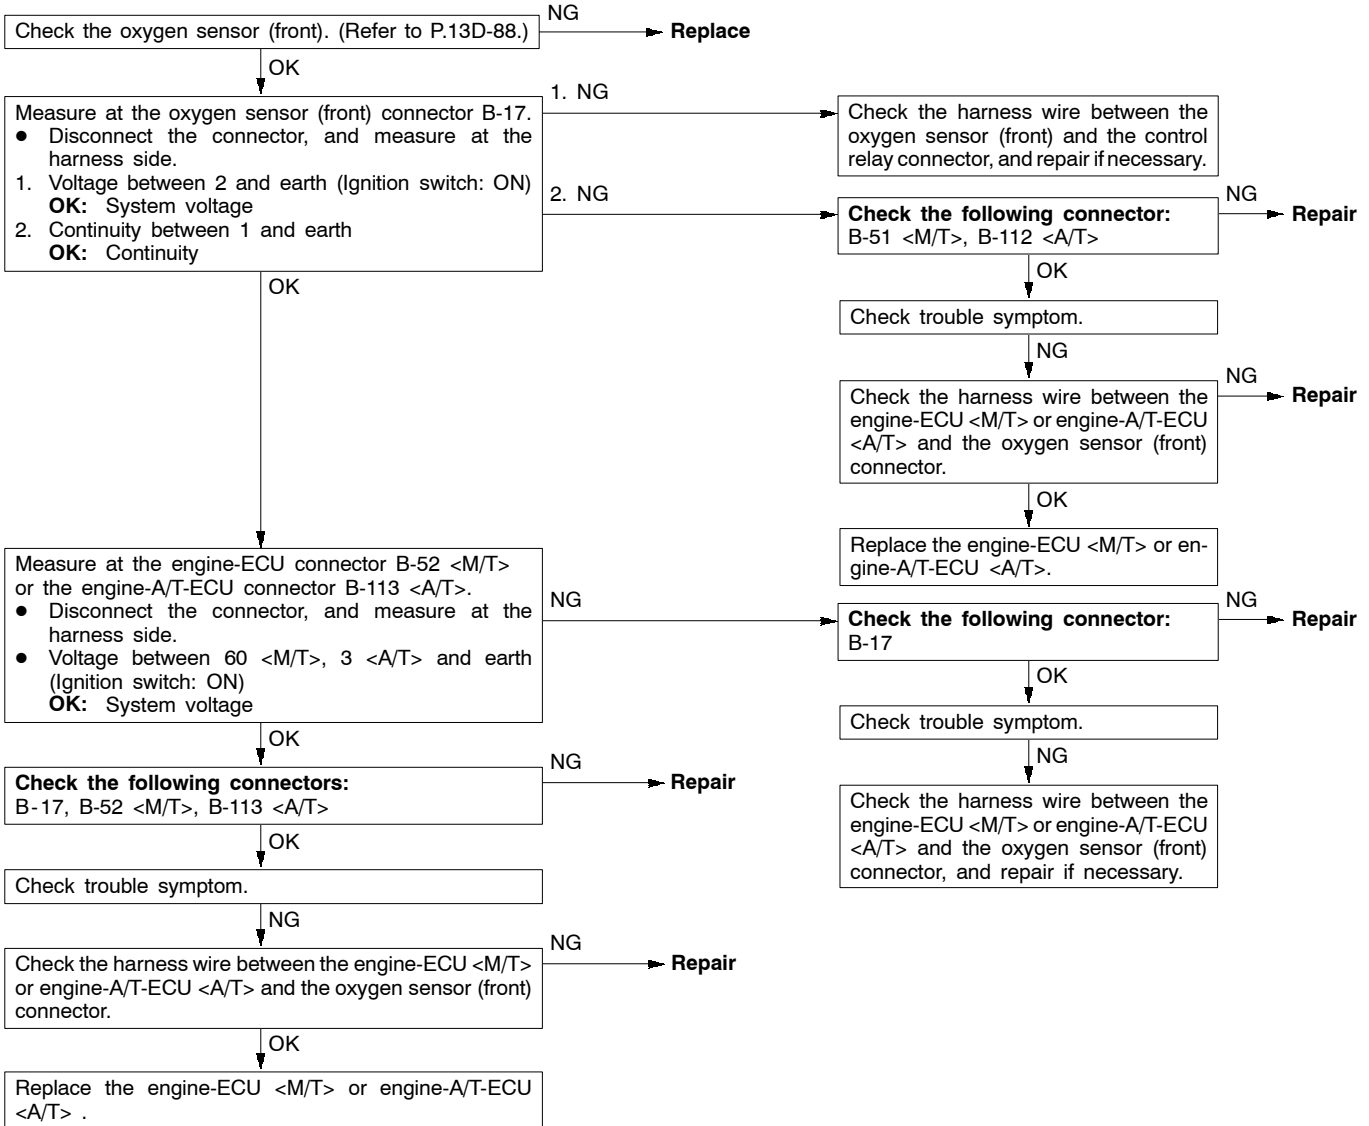 Check the oxygen sensor (front). (Refer to P.13D-88.)
NG
Replace
OK
Measure at the oxygen sensor (front) connector B-17.
● Disconnect the connector, and measure at the
harness side.
1. Voltage between 2 and earth (Ignition switch: ON)
OK: System voltage
2. Continuity between 1 and earth
OK: Continuity
1. NG
Check the harness wire between the
oxygen sensor (front) and the control
relay connector, and repair if necessary.
2. NG
Check the following connector:
B-51 <M/T>, B-112 <A/T>
NG
Repair
OK
Check trouble symptom.
NG
Check the harness wire between the
engine-ECU <M/T> or engine-A/T-ECU
<A/T> and the oxygen sensor (front)
connector.
NG
Repair
OK
Replace the engine-ECU <M/T> or en-
gine-A/T-ECU <A/T>.
OK
Measure at the engine-ECU connector B-52 <M/T>
or the engine-A/T-ECU connector B-113 <A/T>.
● Disconnect the connector, and measure at the
harness side.
● Voltage between 60 <M/T>, 3 <A/T> and earth
(Ignition switch: ON)
OK: System voltage
NG
Check the following connector:
B-17
NG
Repair
OK
Check trouble symptom.
NG
Check the harness wire between the
engine-ECU <M/T> or engine-A/T-ECU
<A/T> and the oxygen sensor (front)
connector, and repair if necessary.
OK
Check the following connectors:
B-17, B-52 <M/T>, B-113 <A/T>
NG
Repair
OK
Check trouble symptom.
NG
Check the harness wire between the engine-ECU <M/T>
or engine-A/T-ECU <A/T> and the oxygen sensor (front)
connector.
NG
Repair
OK
Replace the engine-ECU <M/T> or engine-A/T-ECU
<A/T> .